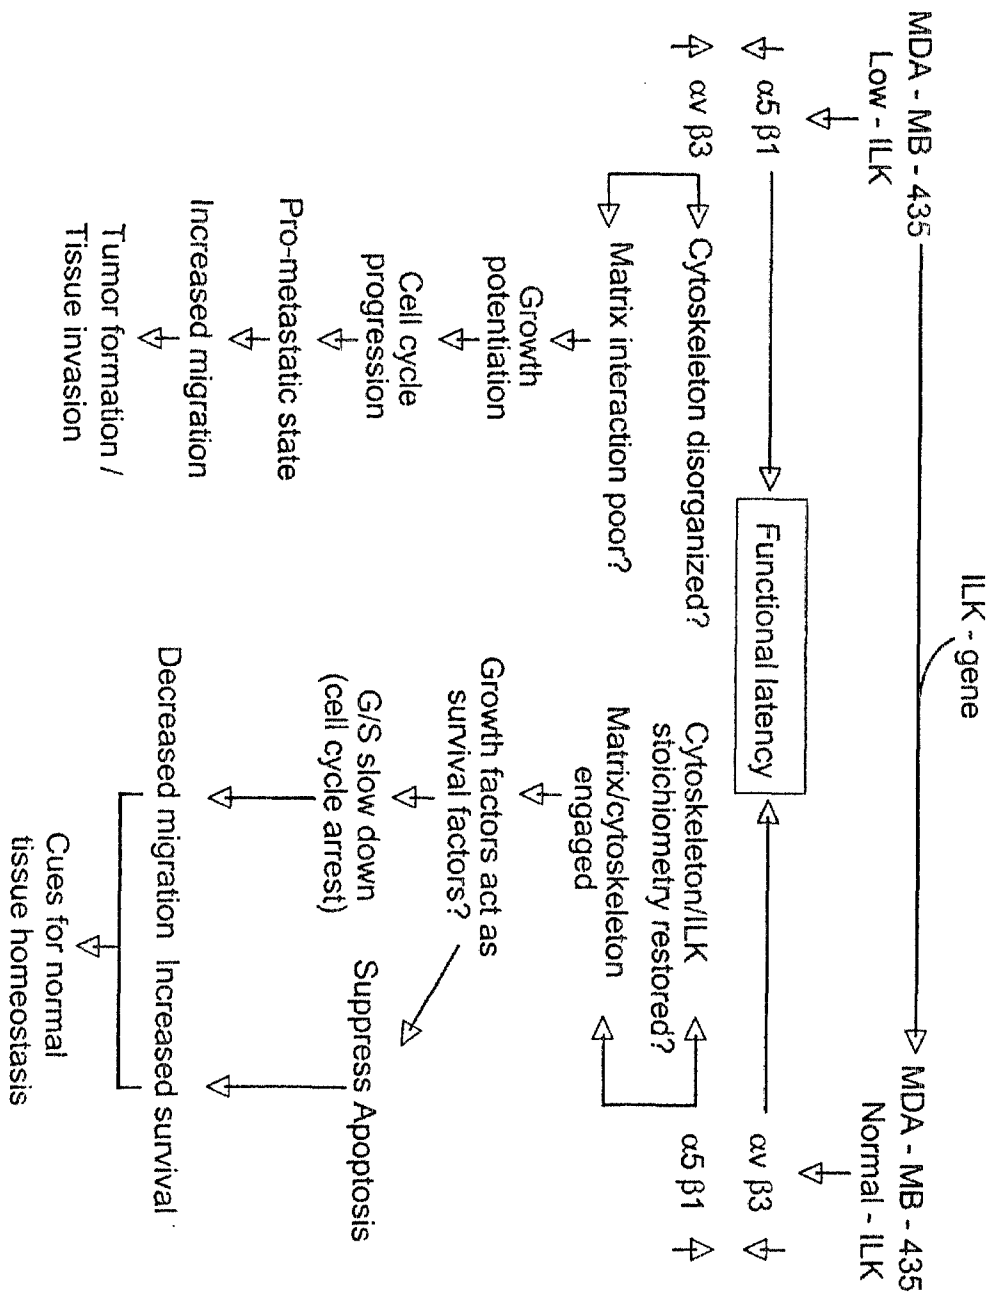 ILK - gene
MDA - MB - 435
Low - ILK
MDA - MB - 435
Normal - ILK
α5 β1
αv β3
Functional latency
αv β3
α5 β1
Cytoskeleton disorganized?
Matrix interaction poor?
Growth
potentiation
Cell cycle
progression
Pro-metastatic state
Increased migration
Tumor formation /
Tissue invasion
Cytoskeleton/ILK
stoichiometry restored?
Matrix/cytoskeleton
engaged
Growth factors act as
survival factors?
G/S slow down
(cell cycle arrest)
Suppress Apoptosis
Decreased migration
Increased survival
Cues for normal
tissue homeostasis